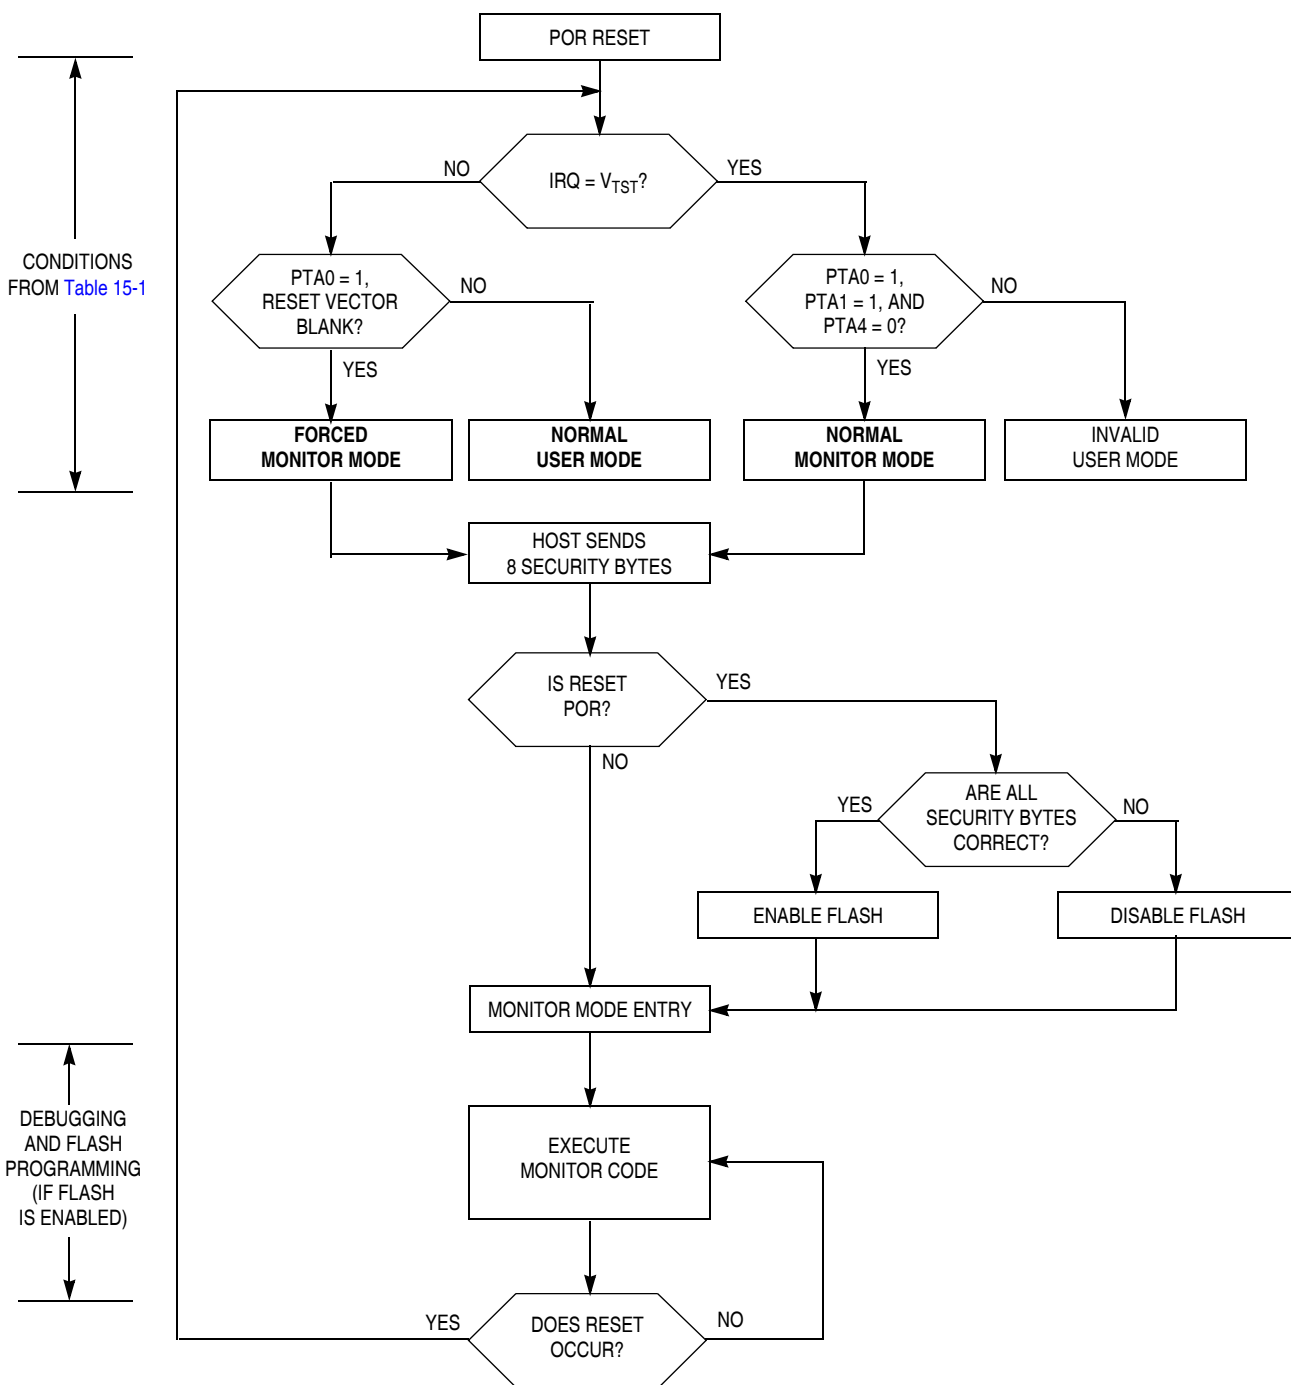 POR RESET
NO
YES
IRQ = VTST?
CONDITIONS
FROM Table 15-1
PTA0 = 1,
RESET VECTOR
BLANK?
NO
YES
PTA0 = 1,
PTA1 = 1, AND
PTA4 = 0?
NO
YES
FORCED
MONITOR MODE
NORMAL
USER MODE
NORMAL
MONITOR MODE
INVALID
USER MODE
HOST SENDS
8 SECURITY BYTES
IS RESET
POR?
YES
NO
ARE ALL
SECURITY BYTES
CORRECT?
YES
NO
ENABLE FLASH
DISABLE FLASH
MONITOR MODE ENTRY
DEBUGGING
AND FLASH
PROGRAMMING
(IF FLASH
IS ENABLED)
EXECUTE
MONITOR CODE
YES
DOES RESET
OCCUR?
NO